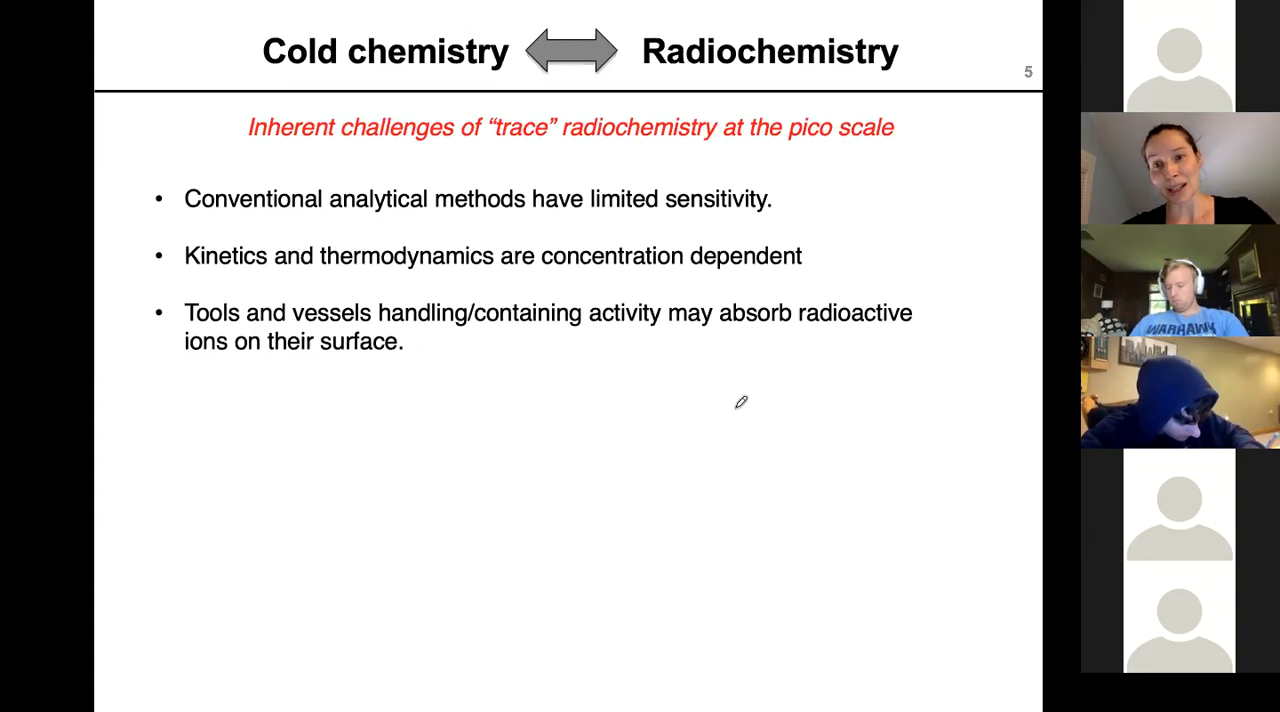 Cold chemistry Radiochemistry
5
Inherent challenges of “trace” radiochemistry at the pico scale
• Conventional analytical methods have limited sensitivity.
• Kinetics and thermodynamics are concentration dependent
• Tools and vessels handling/containing activity may absorb radioactive
ions on their surface.
WARHAWK